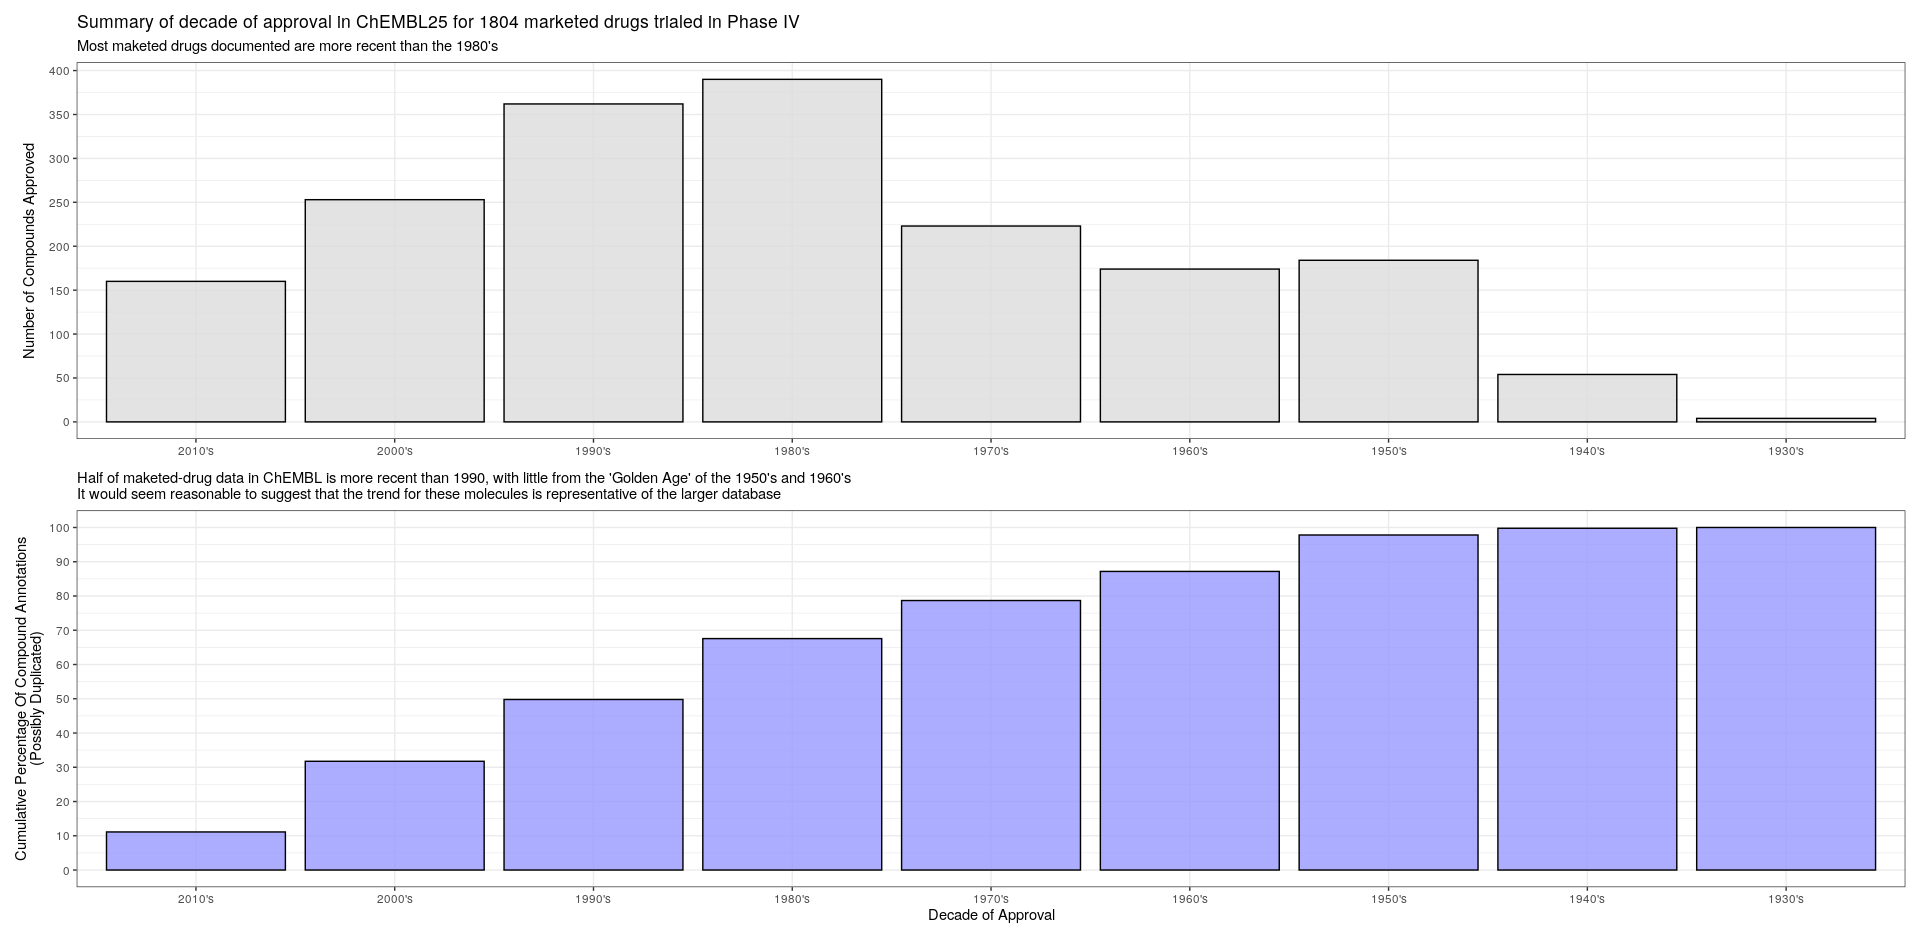 Summary of decade of approval in ChEMBL25 for 1804 marketed drugs trialed in Phase IV
Most maketed drugs documented are more recent than the 1980's
Number of Compounds Approved
400
350
300
250
200
150
100
50
0
2010's 2000's 1990's 1980's 1970's 1960's 1950's 1940's 1930's
Half of maketed-drug data in ChEMBL is more recent than 1990, with little from the 'Golden Age' of the 1950's and 1960's
It would seem reasonable to suggest that the trend for these molecules is representative of the larger database
Cumulative Percentage Of Compound Annotations
(Possibly Duplicated)
100
90
80
70
60
50
40
30
20
10
0
2010's 2000's 1990's 1980's 1970's 1960's 1950's 1940's 1930's
Decade of Approval